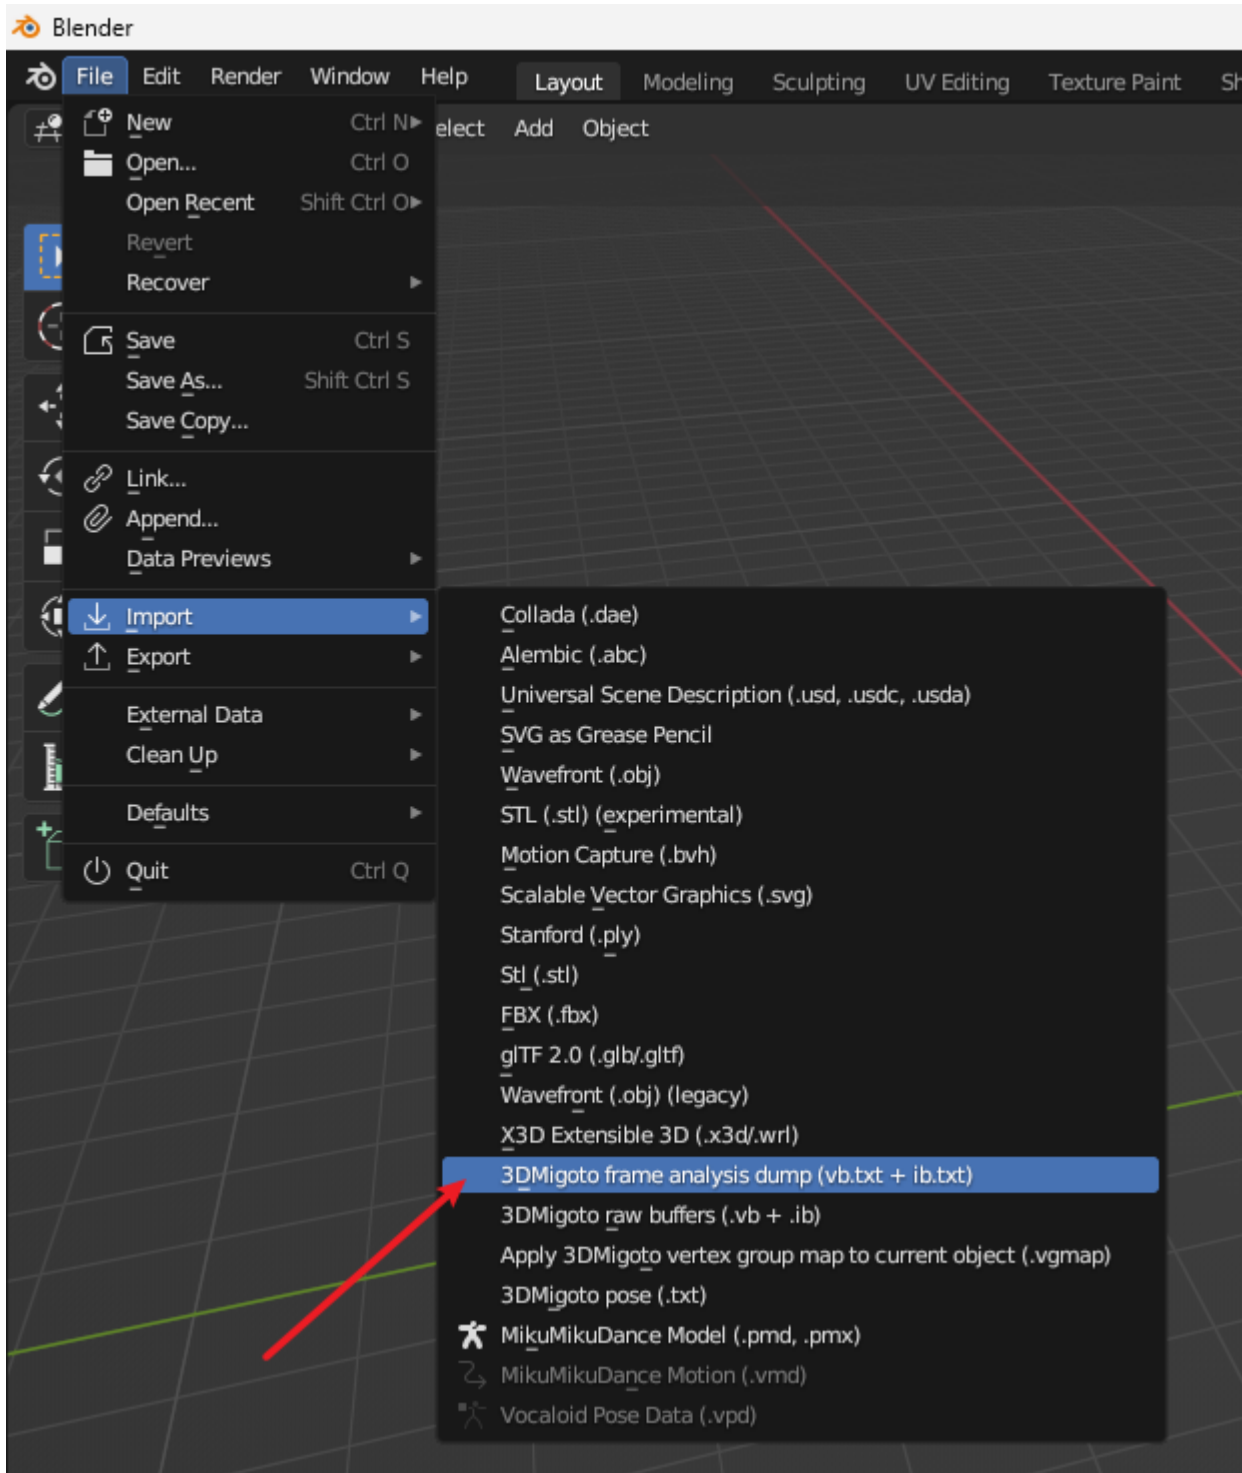 Blender
File Edit Render Window Help Layout Modeling Sculpting UV Editing Texture Paint Sh
elect Add Object
New Ctrl N
Open... Ctrl O
Open Recent Shift Ctrl O
Revert
Recover
Save Ctrl S
Save As... Shift Ctrl S
Save Copy...
Link...
Append...
Data Previews
Import
Export
External Data
Clean Up
Defaults
Quit Ctrl Q
Collada (.dae)
Alembic (.abc)
Universal Scene Description (.usd, .usdc, .usda)
SVG as Grease Pencil
Wavefront (.obj)
STL (.stl) (experimental)
Motion Capture (.bvh)
Scalable Vector Graphics (.svg)
Stanford (.ply)
Stl (.stl)
FBX (.fbx)
glTF 2.0 (.glb/.gltf)
Wavefront (.obj) (legacy)
X3D Extensible 3D (.x3d/.wrl)
3DMigoto frame analysis dump (vb.txt + ib.txt)
3DMigoto raw buffers (.vb + .ib)
Apply 3DMigoto vertex group map to current object (.vgmap)
3DMigoto pose (.txt)
MikuMikuDance Model (.pmd, .pmx)
MikuMikuDance Motion (.vmd)
Vocaloid Pose Data (.vpd)